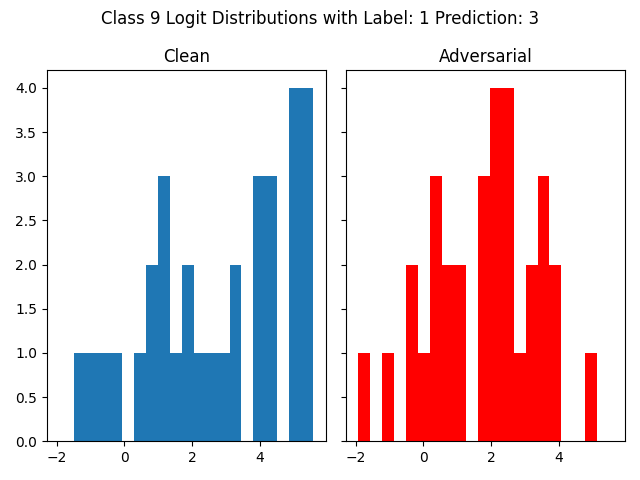 Class 9 Logit Distributions with Label: 1 Prediction: 3
Clean
Adversarial
4.0
3.5
3.0
2.5
2.0
1.5
1.0
0.5
0.0
−2 0 2 4
−2 0 2 4